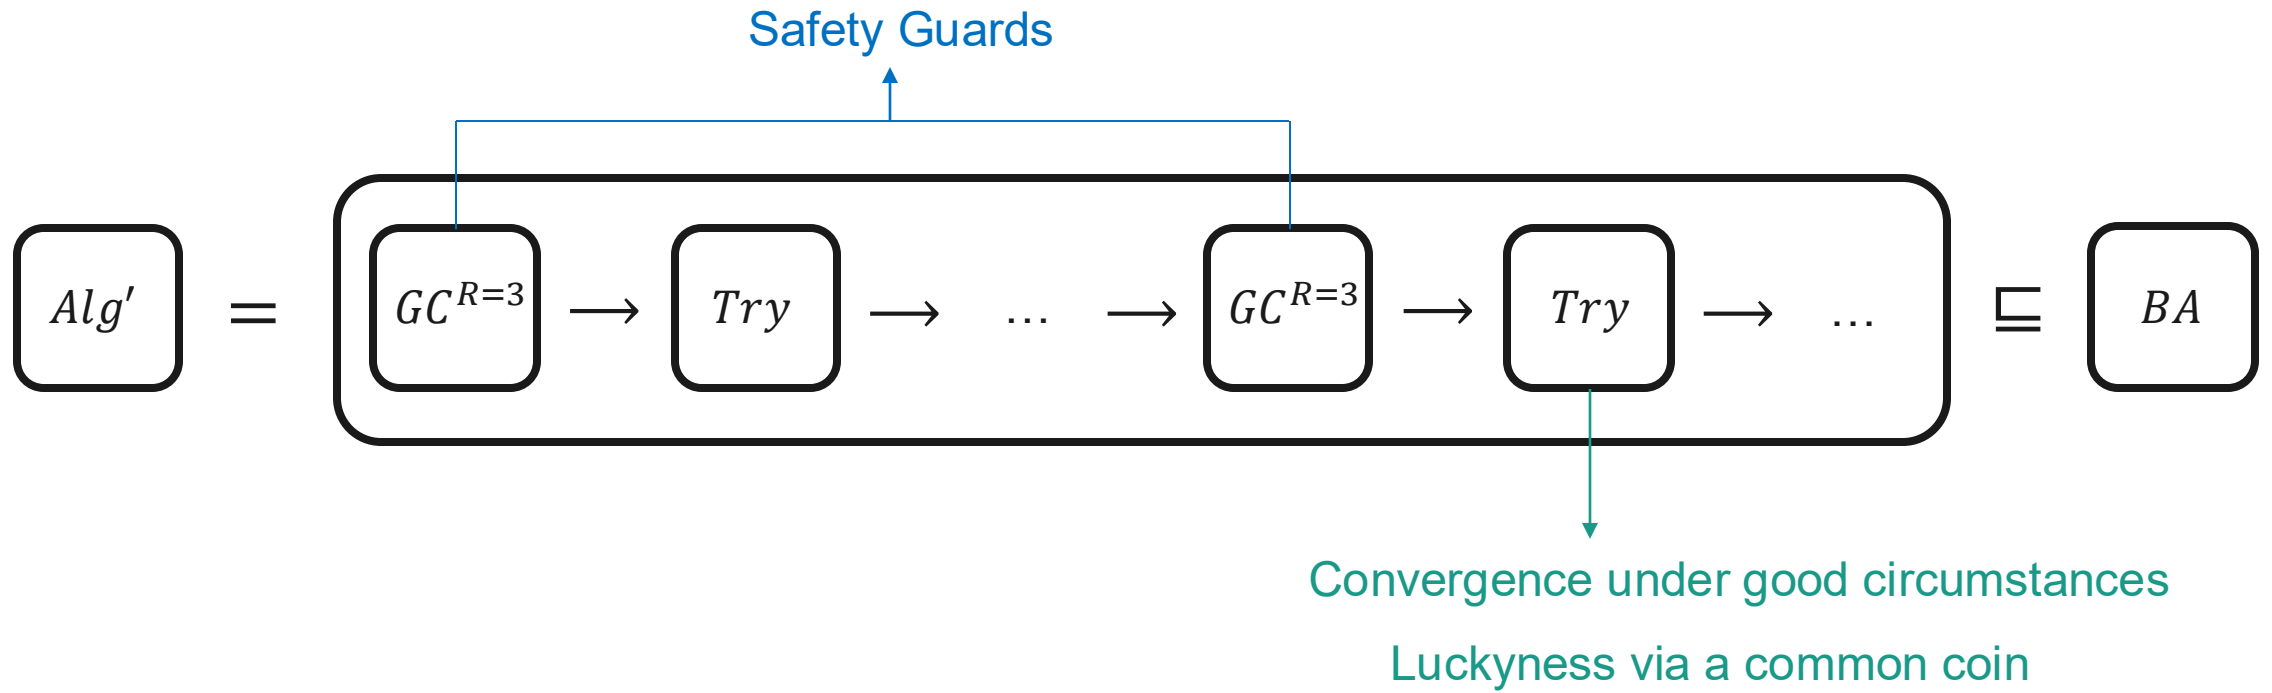 Safety Guards
Alg′ = GC^{R=3} → Try → … → GC^{R=3} → Try → … ⊑ BA
Convergence under good circumstances
Luckyness via a common coin